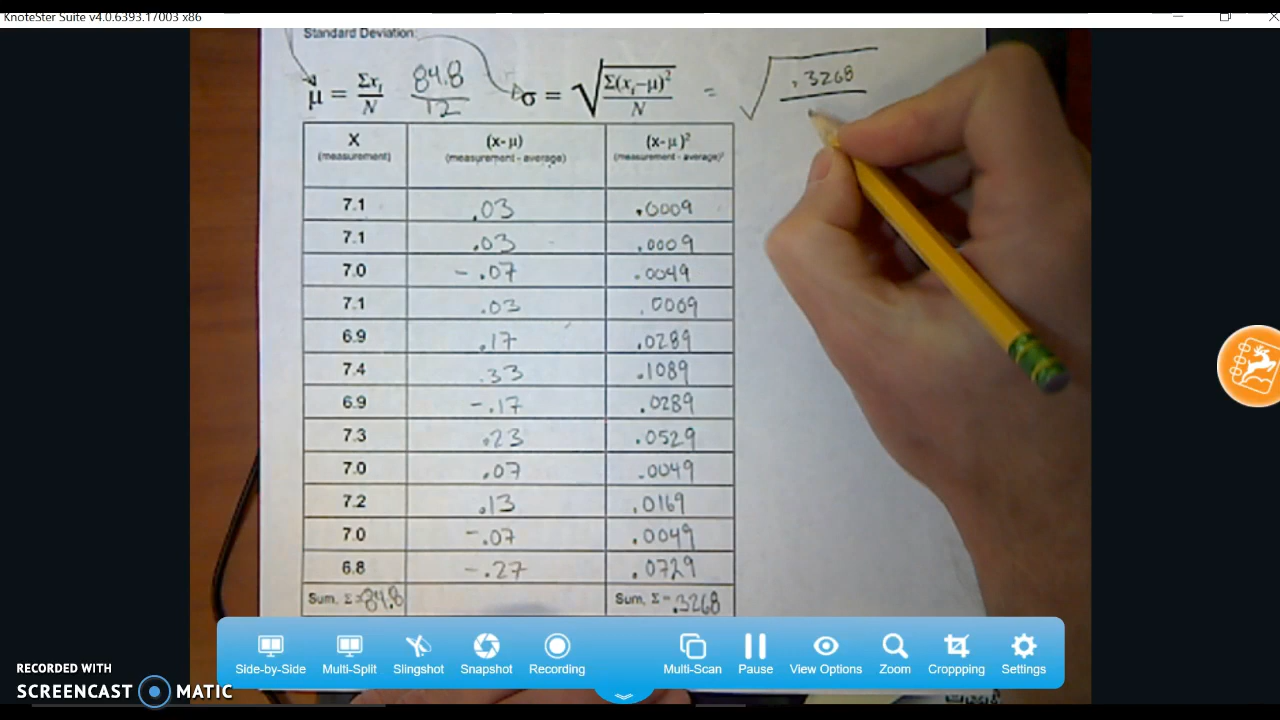 KnoteSter Suite v4.0.6393.17003 x86
Standard Deviation:
μ = Σxi / N 84.8 / 12 σ = √ Σ(xi-μ)² / N = √ .3268
X (x-μ) (x-μ)²
(measurement) (measurement - average) (measurement - average)²
7.1 .03 .0009
7.1 .03 .0009
7.0 -.07 .0049
7.1 .03 .0009
6.9 .17 .0289
7.4 .33 .1089
6.9 -.17 .0289
7.3 .23 .0529
7.0 .07 .0049
7.2 .13 .0169
7.0 -.07 .0049
6.8 -.27 .0729
Sum, Σ = 84.8 Sum, Σ = .3268
Side-by-Side Multi-Split Slingshot Snapshot Recording Multi-Scan Pause View Options Zoom Croppping Settings
RECORDED WITH
SCREENCAST MATIC